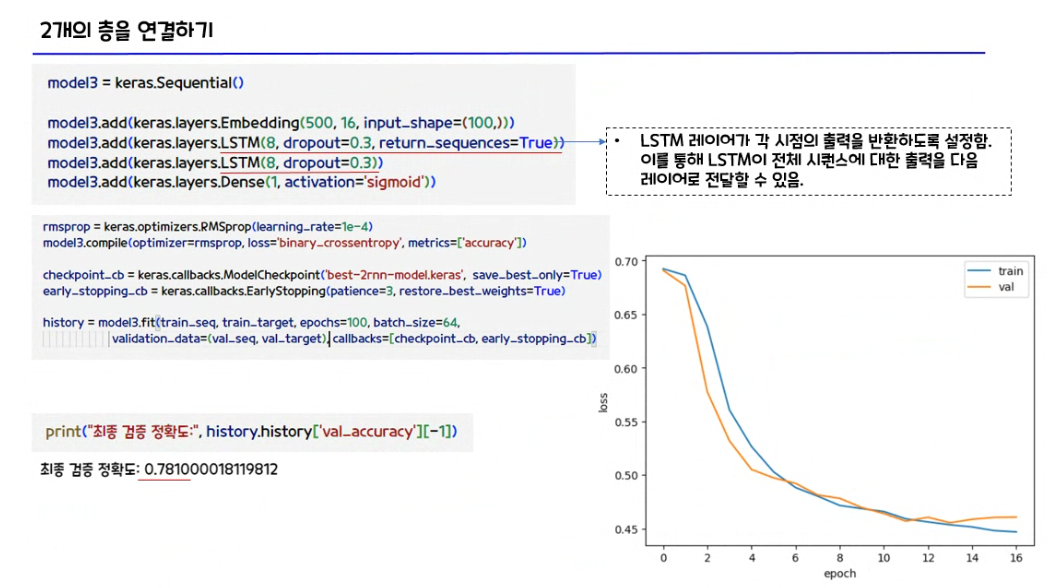 2개의 층을 연결하기
model3 = keras.Sequential()
model3.add(keras.layers.Embedding(500, 16, input_shape=(100,)))
model3.add(keras.layers.LSTM(8, dropout=0.3, return_sequences=True))
model3.add(keras.layers.LSTM(8, dropout=0.3))
model3.add(keras.layers.Dense(1, activation='sigmoid'))
• LSTM 레이어가 각 시점의 출력을 반환하도록 설정함.
이를 통해 LSTM이 전체 시퀀스에 대한 출력을 다음
레이어로 전달할 수 있음.
rmsprop = keras.optimizers.RMSprop(learning_rate=1e-4)
model3.compile(optimizer=rmsprop, loss='binary_crossentropy', metrics=['accuracy'])
checkpoint_cb = keras.callbacks.ModelCheckpoint('best-2rnn-model.keras', save_best_only=True)
early_stopping_cb = keras.callbacks.EarlyStopping(patience=3, restore_best_weights=True)
history = model3.fit(train_seq, train_target, epochs=100, batch_size=64,
validation_data=(val_seq, val_target), callbacks=[checkpoint_cb, early_stopping_cb])
print("최종 검증 정확도:", history.history['val_accuracy'][-1])
최종 검증 정확도: 0.781000018119812
train
val
0.70
0.65
0.60
0.55
0.50
0.45
loss
0 2 4 6 8 10 12 14 16
epoch